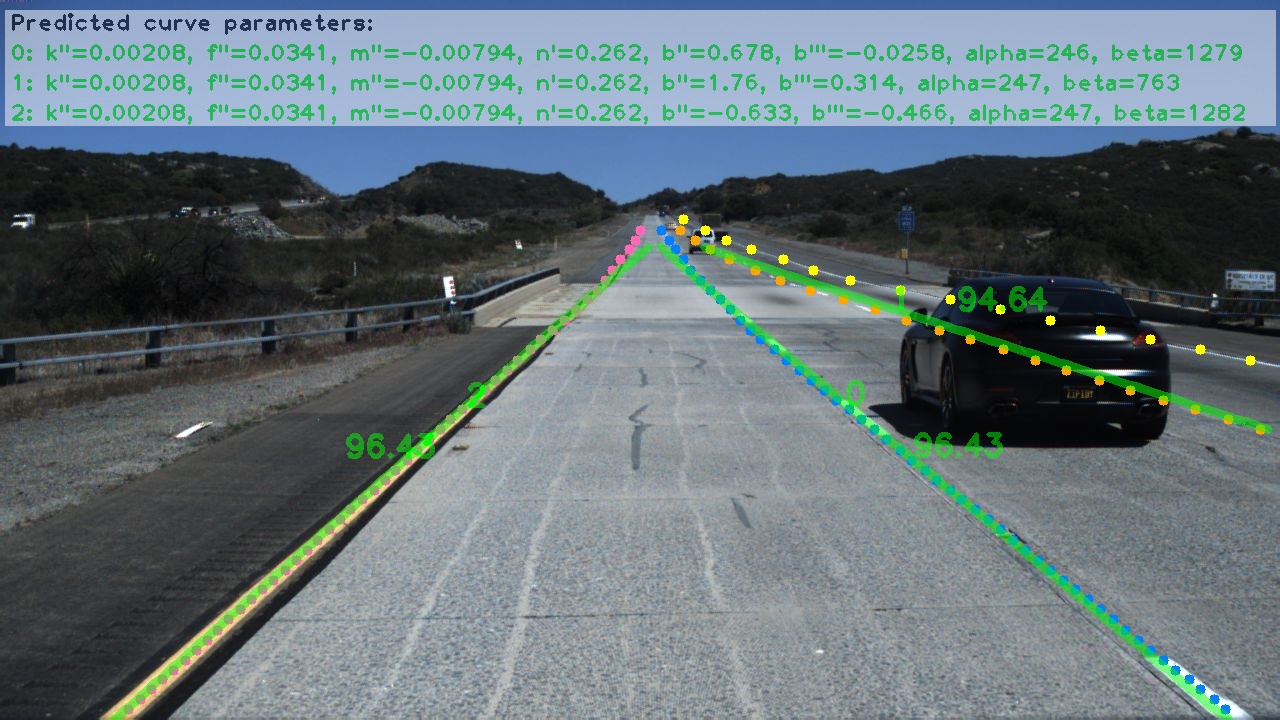 Predicted curve parameters:
0: k''=0.00208, f''=0.0341, m''=-0.00794, n'=0.262, b''=0.678, b'''=-0.0258, alpha=246, beta=1279
1: k''=0.00208, f''=0.0341, m''=-0.00794, n'=0.262, b''=1.76, b'''=0.314, alpha=247, beta=763
2: k''=0.00208, f''=0.0341, m''=-0.00794, n'=0.262, b''=-0.633, b'''=-0.466, alpha=247, beta=1282
1 94.64
2 0
96.43 96.43